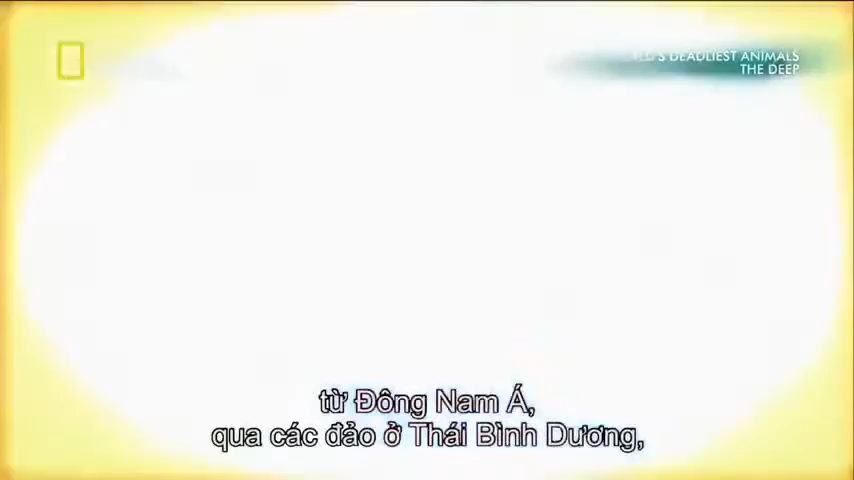 DEADLIEST ANIMALS
THE DEEP
từ Đông Nam Á,
qua các đảo ở Thái Bình Dương,